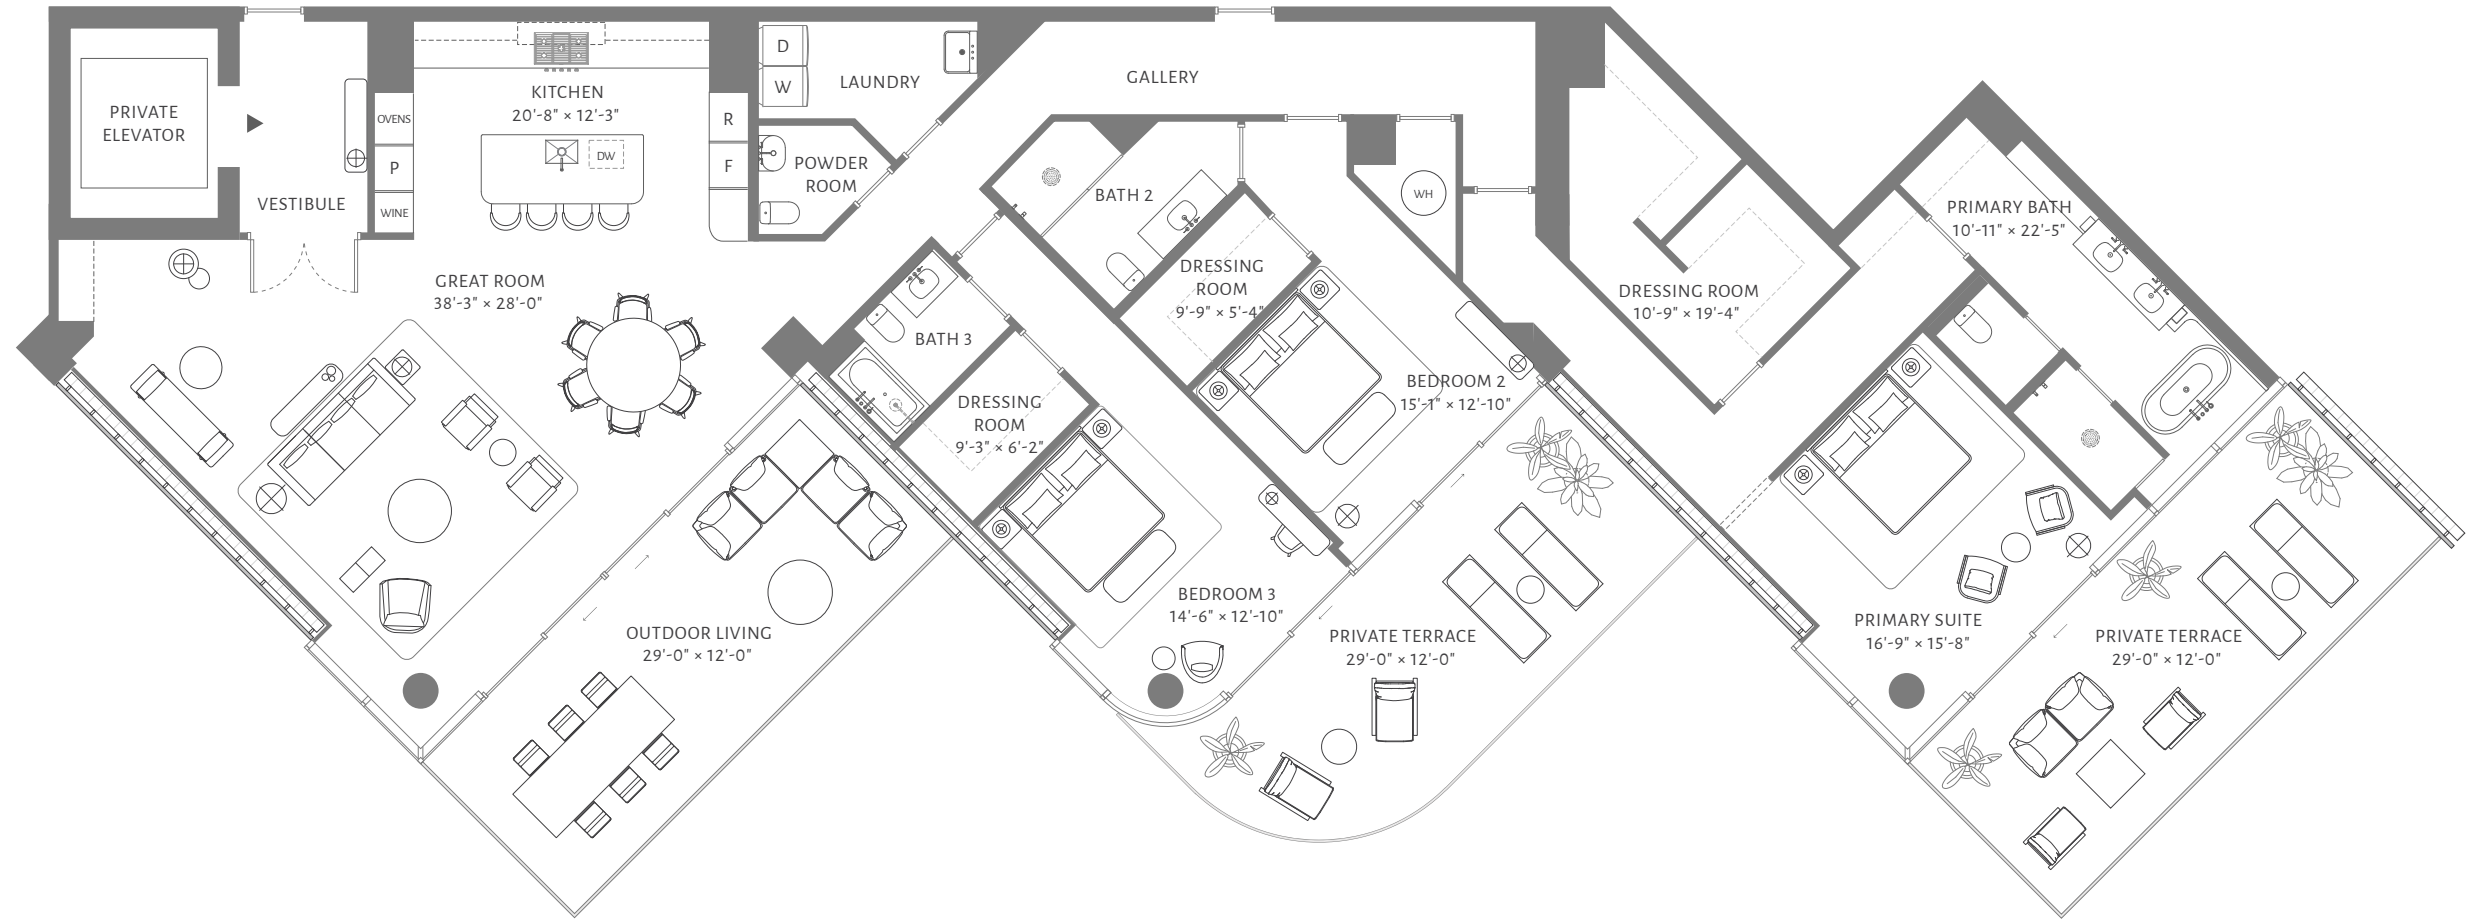 PRIVATE
ELEVATOR
VESTIBULE
OVENS
P
WINE
KITCHEN
20'-8" × 12'-3"
DW
R
F
D
W
LAUNDRY
POWDER
ROOM
GALLERY
GREAT ROOM
38'-3" × 28'-0"
OUTDOOR LIVING
29'-0" × 12'-0"
BATH 3
DRESSING
ROOM
9'-3" × 6'-2"
BEDROOM 3
14'-6" × 12'-10"
BATH 2
DRESSING
ROOM
9'-9" × 5'-4"
WH
BEDROOM 2
15'-1" × 12'-10"
PRIVATE TERRACE
29'-0" × 12'-0"
DRESSING ROOM
10'-9" × 19'-4"
PRIMARY BATH
10'-11" × 22'-5"
PRIMARY SUITE
16'-9" × 15'-8"
PRIVATE TERRACE
29'-0" × 12'-0"